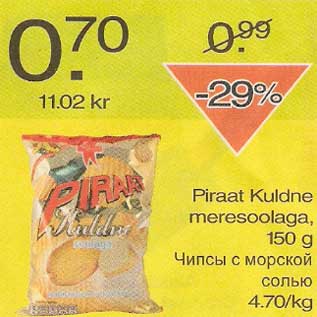 0.70
11.02 kr
0.99
-29%
PIRAAT
Kuldne
Piraat Kuldne
meresoolaga,
150 g
Чипсы с морской
солью
4.70/kg